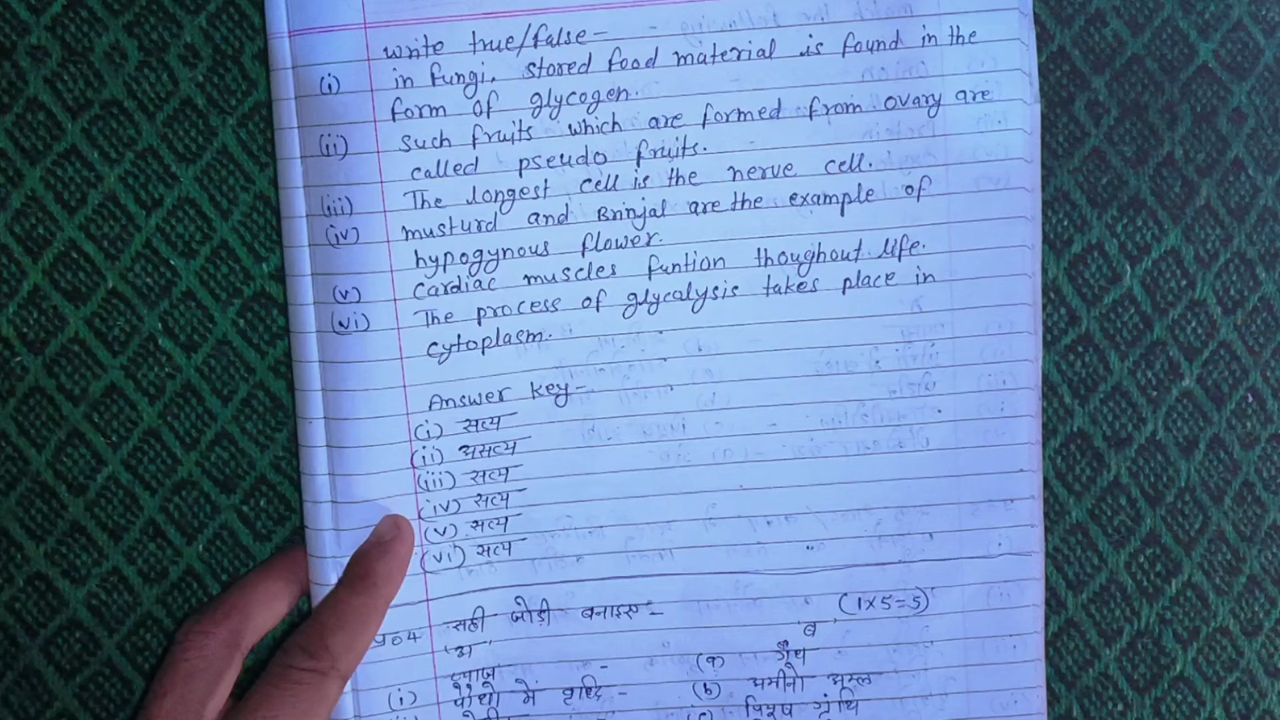 write true/false-
(i) in fungi, stored food material is found in the
form of glycogen.
(ii) such fruits which are formed from ovary are
called pseudo fruits.
(iii) The longest cell is the nerve cell.
(iv) musturd and Brinjal are the example of
hypogynous flower.
(v) cardiac muscles funtion thoughout life.
(vi) The process of glycalysis takes place in
cytoplasm.
Answer key-
(i) सत्य
(ii) असत्य
(iii) सत्य
(iv) सत्य
(v) सत्य
(vi) सत्य
प्र०4 सही जोड़ी बनाइए- (1×5=5)
'अ' ब
(i) प्याज - (a) गैथ
पौधों में वृद्धि - (b) अमीनो अम्ल
(c) पियूष ग्रंथि